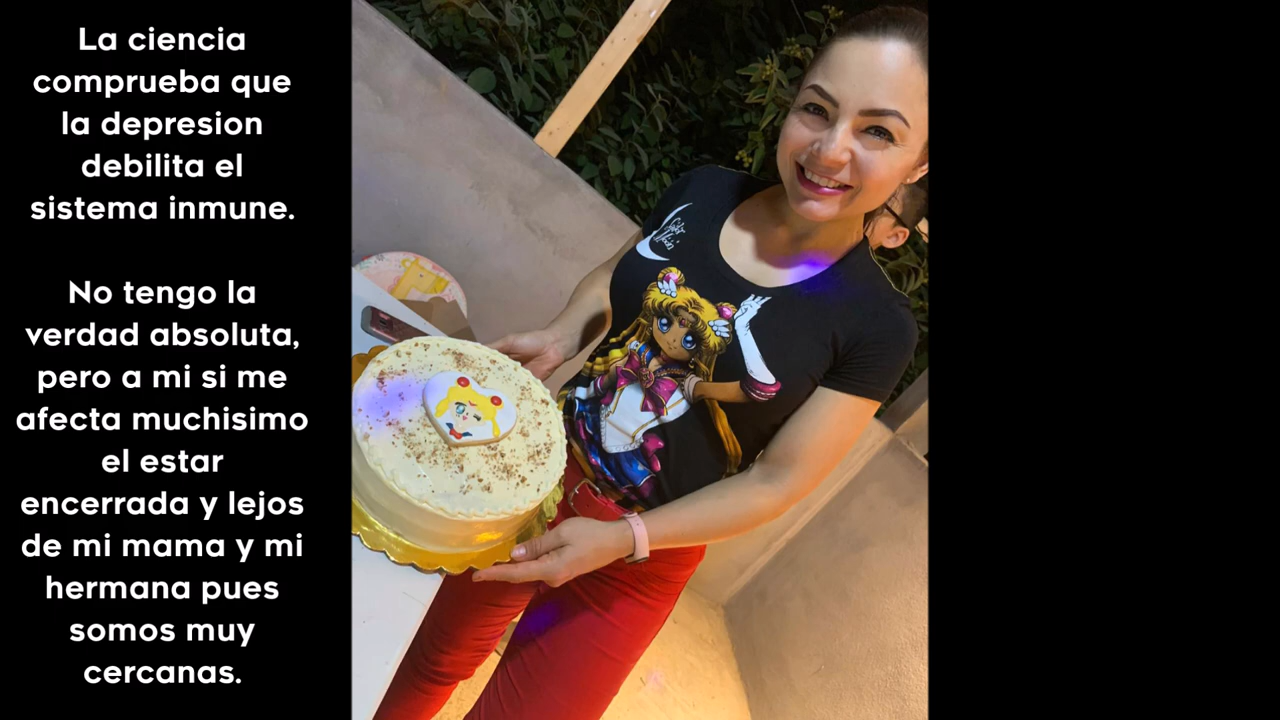 La ciencia
comprueba que
la depresion
debilita el
sistema inmune.
No tengo la
verdad absoluta,
pero a mi si me
afecta muchisimo
el estar
encerrada y lejos
de mi mama y mi
hermana pues
somos muy
cercanas.